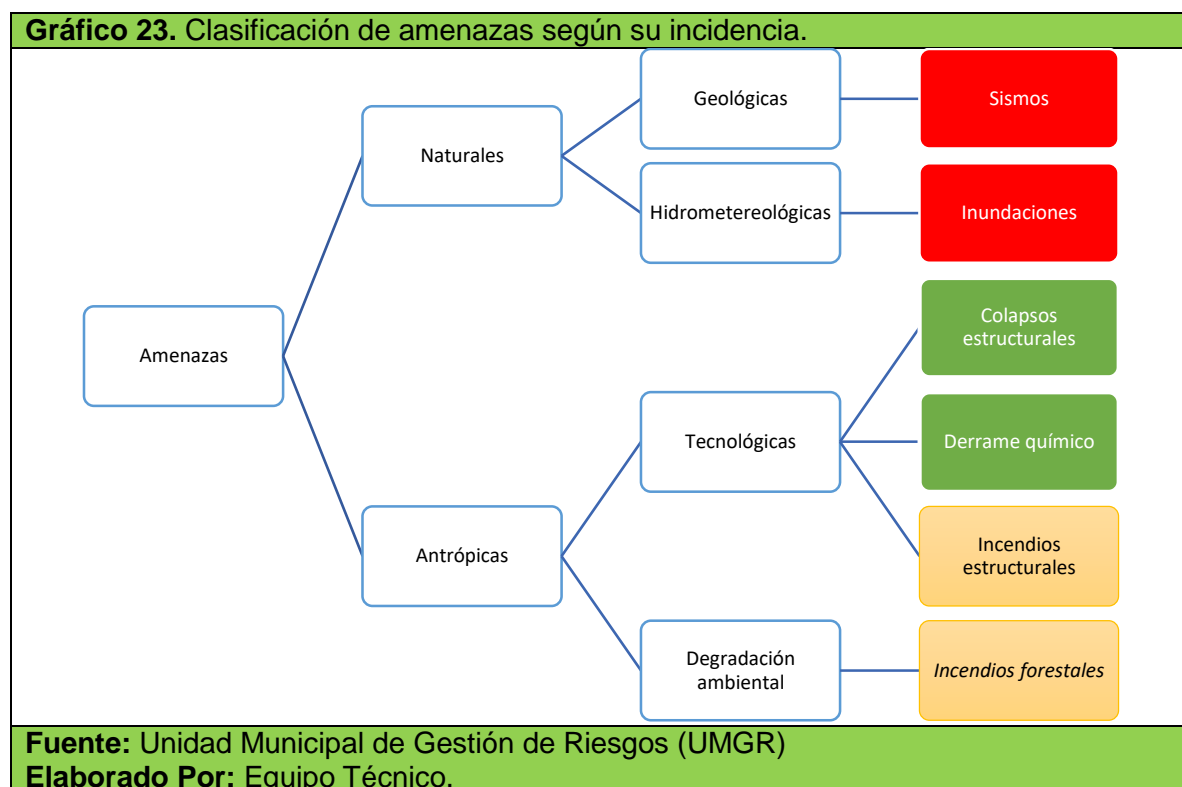 Gráfico 23. Clasificación de amenazas según su incidencia.
Geológicas
Sismos
Naturales
Hidrometereológicas
Inundaciones
Amenazas
Colapsos
estructurales
Tecnológicas
Derrame químico
Antrópicas
Incendios
estructurales
Degradación
ambiental
Incendios forestales
Fuente: Unidad Municipal de Gestión de Riesgos (UMGR)
Elaborado Por: Equipo Técnico.